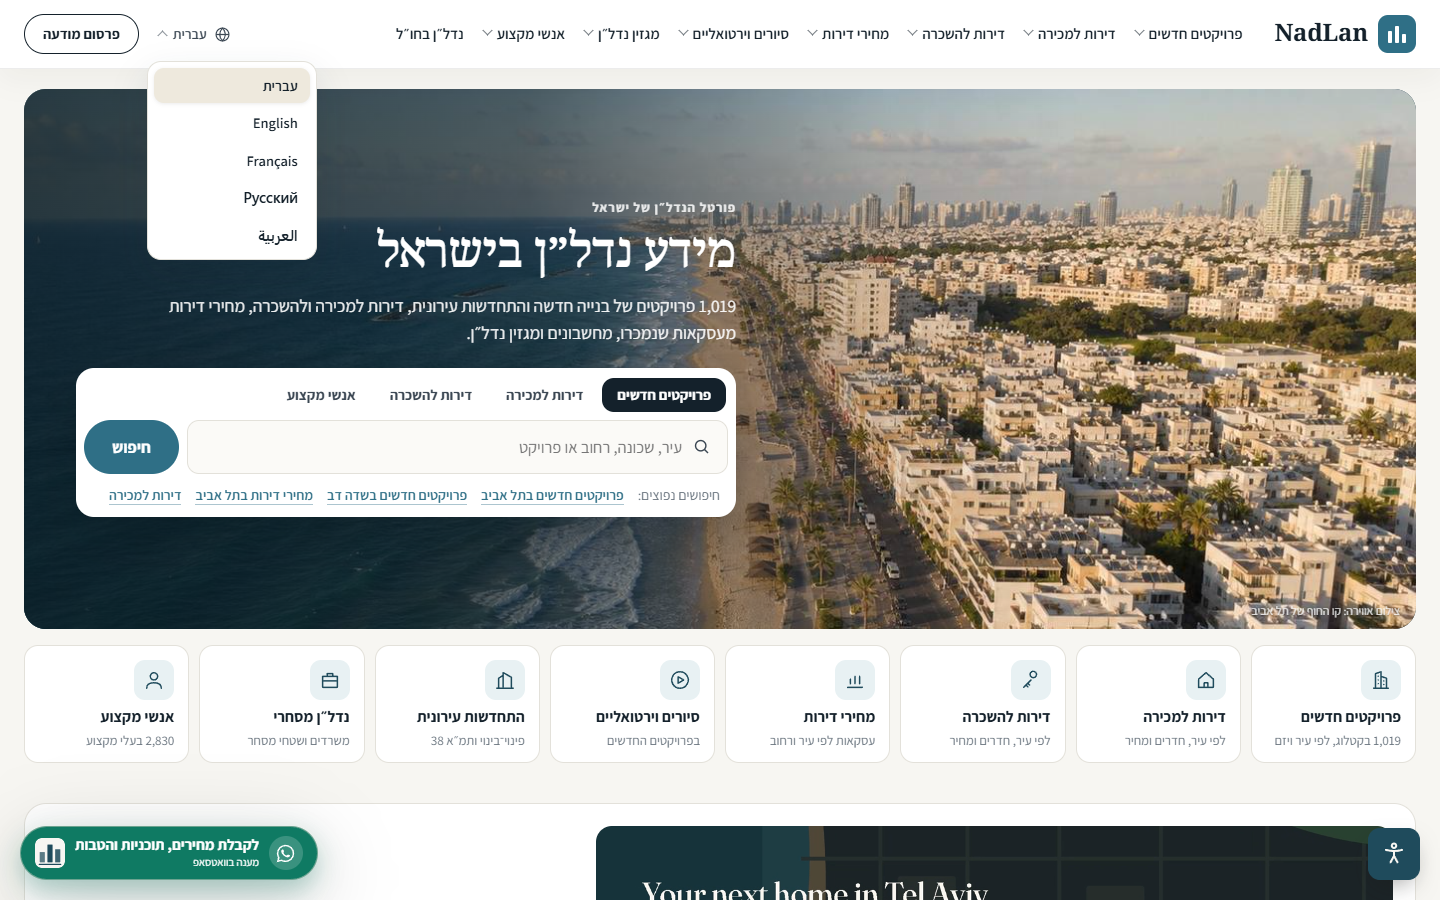 NadLan
פרויקטים חדשים
דירות למכירה
דירות להשכרה
מחירי דירות
סיורים וירטואליים
מגזין נדל״ן
אנשי מקצוע
נדל״ן בחו״ל
עברית
פרסום מודעה
עברית
English
Français
Русский
العربية
פורטל הנדל״ן של ישראל
מידע נדל״ן בישראל
1,019 פרויקטים של בנייה חדשה והתחדשות עירונית, דירות למכירה ולהשכרה, מחירי דירות
מעסקאות שנמכרו, מחשבונים ומגזין נדל״ן.
פרויקטים חדשים
דירות למכירה
דירות להשכרה
אנשי מקצוע
עיר, שכונה, רחוב או פרויקט
חיפוש
חיפושים נפוצים: פרויקטים חדשים בתל אביב פרויקטים חדשים בשדה דב מחירי דירות בתל אביב דירות למכירה
צילום אווירה: קו החוף של תל אביב
פרויקטים חדשים
1,019 בקטלוג, לפי עיר ויזם
דירות למכירה
לפי עיר, חדרים ומחיר
דירות להשכרה
לפי עיר, חדרים ומחיר
מחירי דירות
עסקאות לפי עיר ורחוב
סיורים וירטואליים
בפרויקטים החדשים
התחדשות עירונית
פינוי־בינוי ותמ״א 38
נדל״ן מסחרי
משרדים ושטחי מסחר
אנשי מקצוע
2,830 בעלי מקצוע
לקבלת מחירים, תוכניות והטבות
מענה בוואטסאפ
Your next home in Tel Aviv